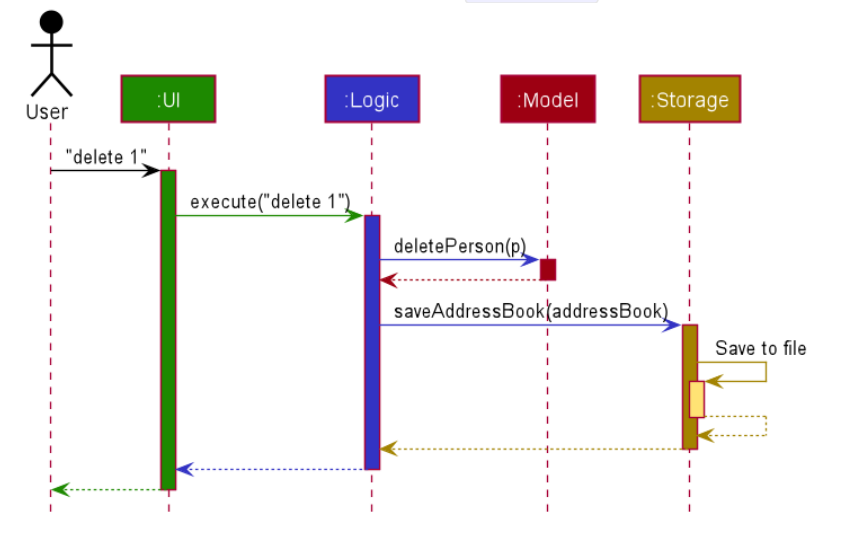 User
:UI
:Logic
:Model
:Storage
"delete 1"
execute("delete 1")
deletePerson(p)
saveAddressBook(addressBook)
Save to file